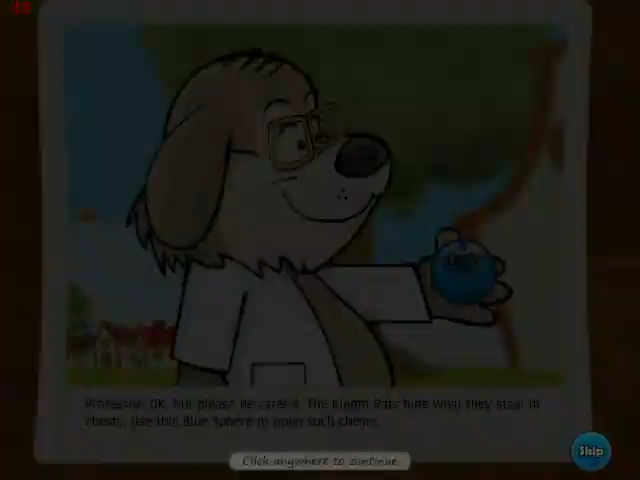 Professor: OK, but please be careful. The Klepto Rats hide what they steal in
chests. Use this Blue Sphere to open such chests.
Click anywhere to continue
Skip